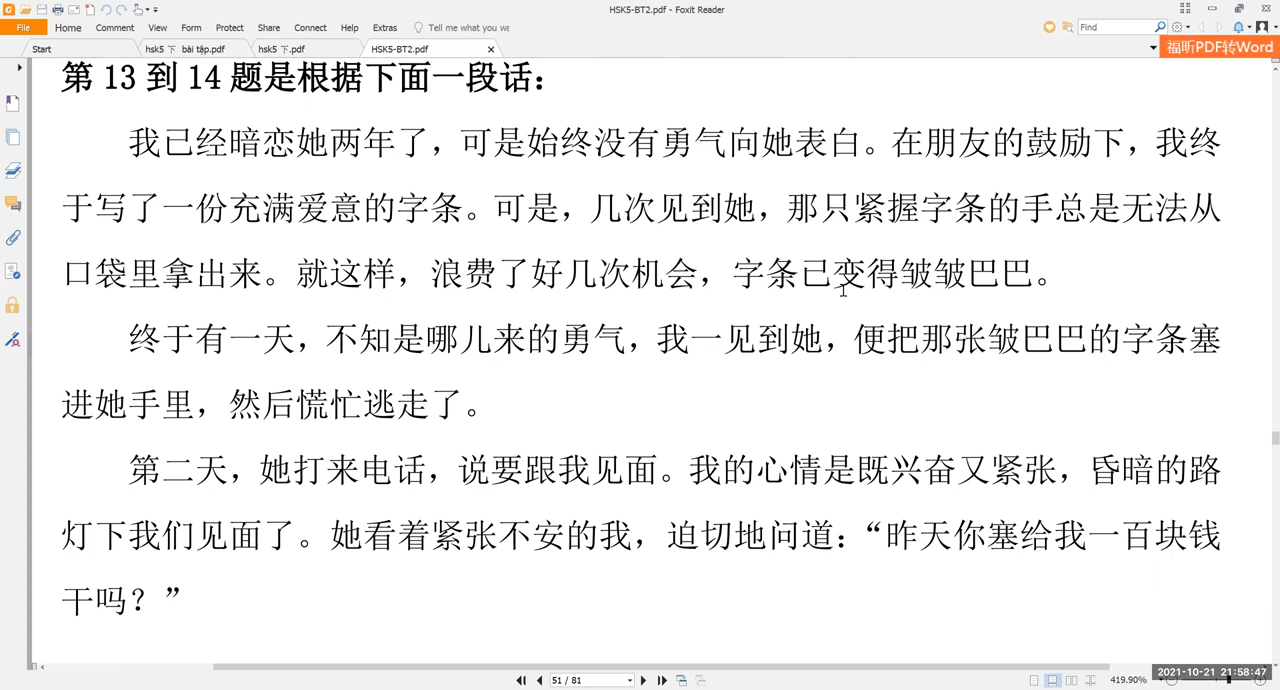 HSK5-BT2.pdf - Foxit Reader
File Home Comment View Form Protect Share Connect Help Extras Tell me what you wa Find
Start hsk5 下 bài tập.pdf hsk5 下.pdf HSK5-BT2.pdf 福昕PDF转Word
第 13 到 14 题是根据下面一段话：
我已经暗恋她两年了，可是始终没有勇气向她表白。在朋友的鼓励下，我终
于写了一份充满爱意的字条。可是，几次见到她，那只紧握字条的手总是无法从
口袋里拿出来。就这样，浪费了好几次机会，字条已变得皱皱巴巴。
终于有一天，不知是哪儿来的勇气，我一见到她，便把那张皱巴巴的字条塞
进她手里，然后慌忙逃走了。
第二天，她打来电话，说要跟我见面。我的心情是既兴奋又紧张，昏暗的路
灯下我们见面了。她看着紧张不安的我，迫切地问道：“昨天你塞给我一百块钱
干吗？”
51 / 81 419.90%
2021-10-21 21:58:47